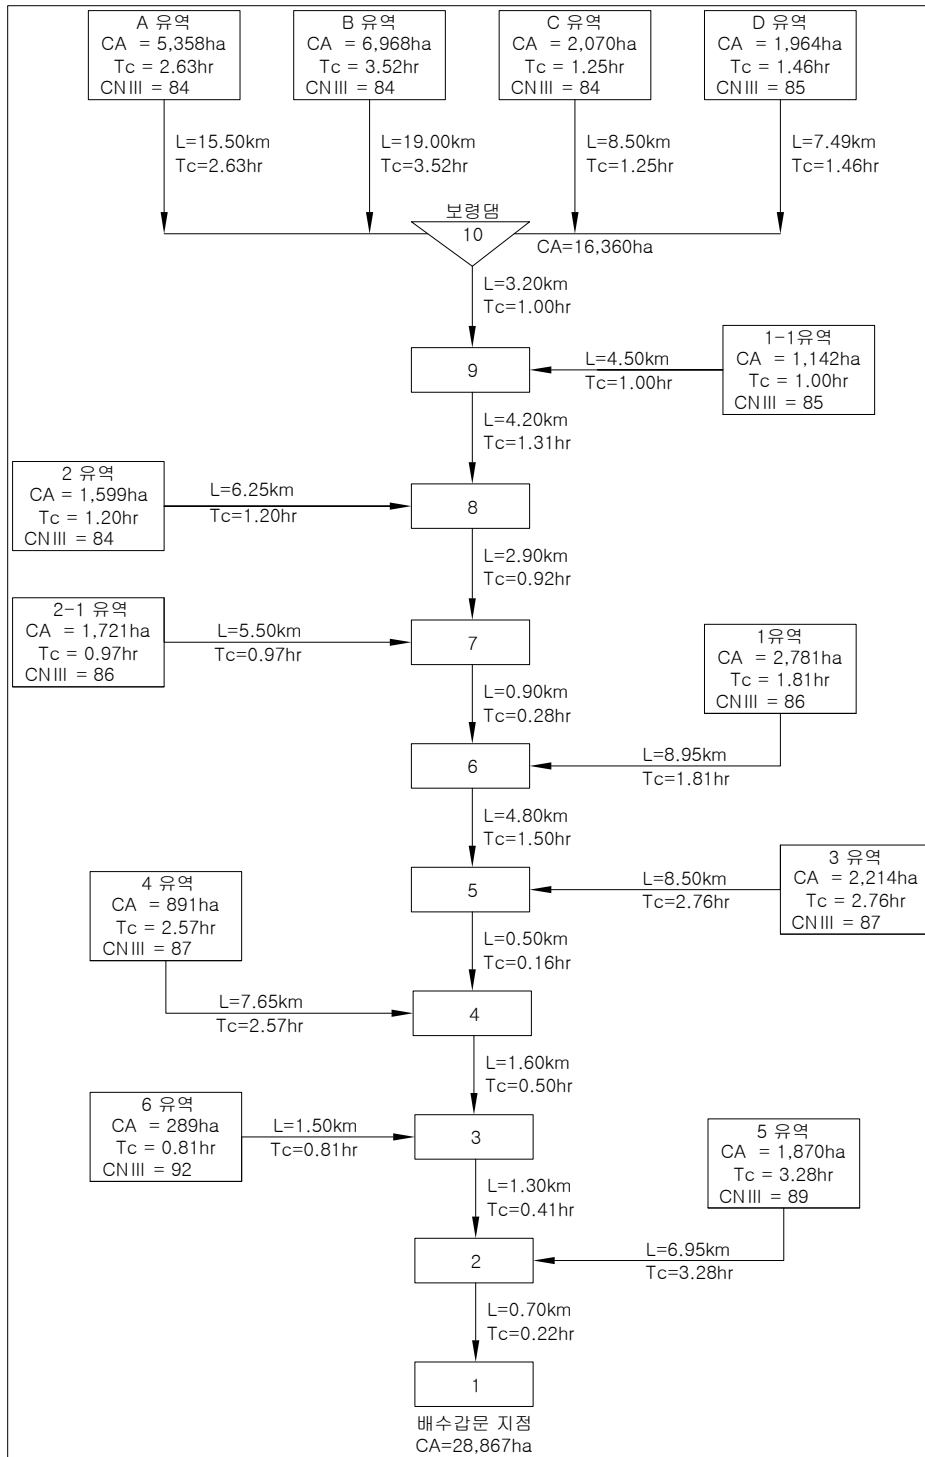 A 유역
CA = 5,358ha
Tc = 2.63hr
CNIII = 84
B 유역
CA = 6,968ha
Tc = 3.52hr
CNIII = 84
C 유역
CA = 2,070ha
Tc = 1.25hr
CNIII = 84
D 유역
CA = 1,964ha
Tc = 1.46hr
CNIII = 85
L=15.50km
Tc=2.63hr
L=19.00km
Tc=3.52hr
L=8.50km
Tc=1.25hr
L=7.49km
Tc=1.46hr
보령댐
10
CA=16,360ha
L=3.20km
Tc=1.00hr
9
L=4.50km
Tc=1.00hr
1-1유역
CA = 1,142ha
Tc = 1.00hr
CNIII = 85
L=4.20km
Tc=1.31hr
2 유역
CA = 1,599ha
Tc = 1.20hr
CNIII = 84
L=6.25km
Tc=1.20hr
8
L=2.90km
Tc=0.92hr
2-1 유역
CA = 1,721ha
Tc = 0.97hr
CNIII = 86
L=5.50km
Tc=0.97hr
7
1유역
CA = 2,781ha
Tc = 1.81hr
CNIII = 86
L=0.90km
Tc=0.28hr
6
L=8.95km
Tc=1.81hr
L=4.80km
Tc=1.50hr
5
L=8.50km
Tc=2.76hr
3 유역
CA = 2,214ha
Tc = 2.76hr
CNIII = 87
4 유역
CA = 891ha
Tc = 2.57hr
CNIII = 87
L=0.50km
Tc=0.16hr
L=7.65km
Tc=2.57hr
4
L=1.60km
Tc=0.50hr
6 유역
CA = 289ha
Tc = 0.81hr
CNIII = 92
L=1.50km
Tc=0.81hr
3
5 유역
CA = 1,870ha
Tc = 3.28hr
CNIII = 89
L=1.30km
Tc=0.41hr
2
L=6.95km
Tc=3.28hr
L=0.70km
Tc=0.22hr
1
배수갑문 지점
CA=28,867ha